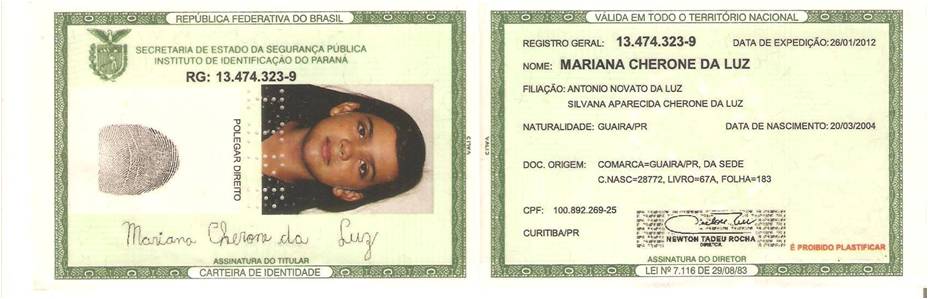 REPÚBLICA FEDERATIVA DO BRASIL
SECRETARIA DE ESTADO DA SEGURANÇA PÚBLICA
INSTITUTO DE IDENTIFICAÇÃO DO PARANÁ
RG: 13.474.323-9
POLEGAR DIREITO
Mariana Cherone da Luz
ASSINATURA DO TITULAR
CARTEIRA DE IDENTIDADE
VÁLIDA EM TODO O TERRITÓRIO NACIONAL
REGISTRO GERAL: 13.474.323-9 DATA DE EXPEDIÇÃO: 26/01/2012
NOME: MARIANA CHERONE DA LUZ
FILIAÇÃO: ANTONIO NOVATO DA LUZ
SILVANA APARECIDA CHERONE DA LUZ
NATURALIDADE: GUAIRA/PR DATA DE NASCIMENTO: 20/03/2004
DOC. ORIGEM: COMARCA=GUAIRA/PR, DA SEDE
C.NASC=28772, LIVRO=67A, FOLHA=183
CPF: 100.892.269-25
CURITIBA/PR
NEWTON TADEU ROCHA
DIRETOR
É PROIBIDO PLASTIFICAR
ASSINATURA DO DIRETOR
LEI Nº 7.116 DE 29/08/83